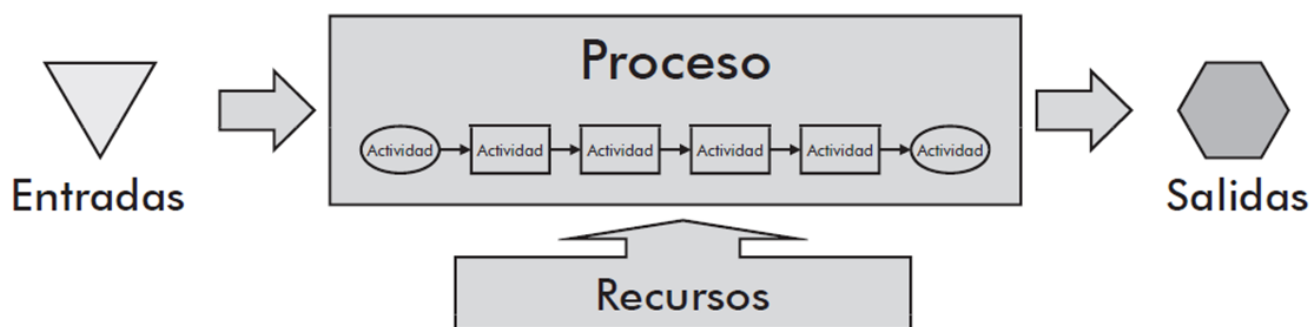 Proceso
Actividad Actividad Actividad Actividad Actividad Actividad
Entradas
Salidas
Recursos